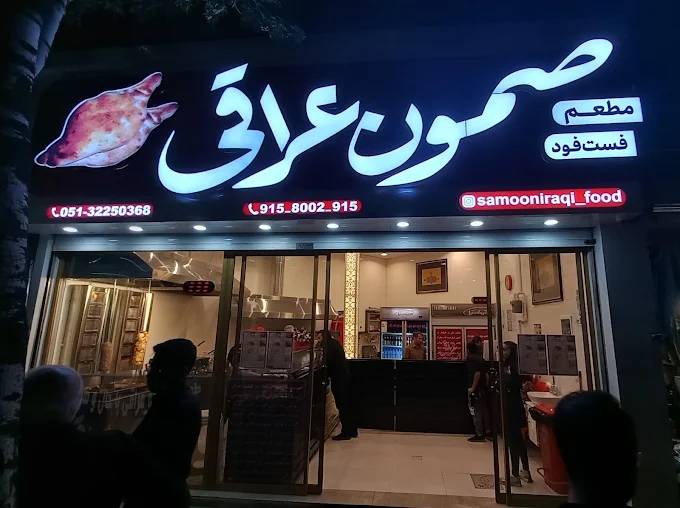 صمون عراقی
مطعم
فست فود
051-32250368
915_8002_915
samooniraqi_food